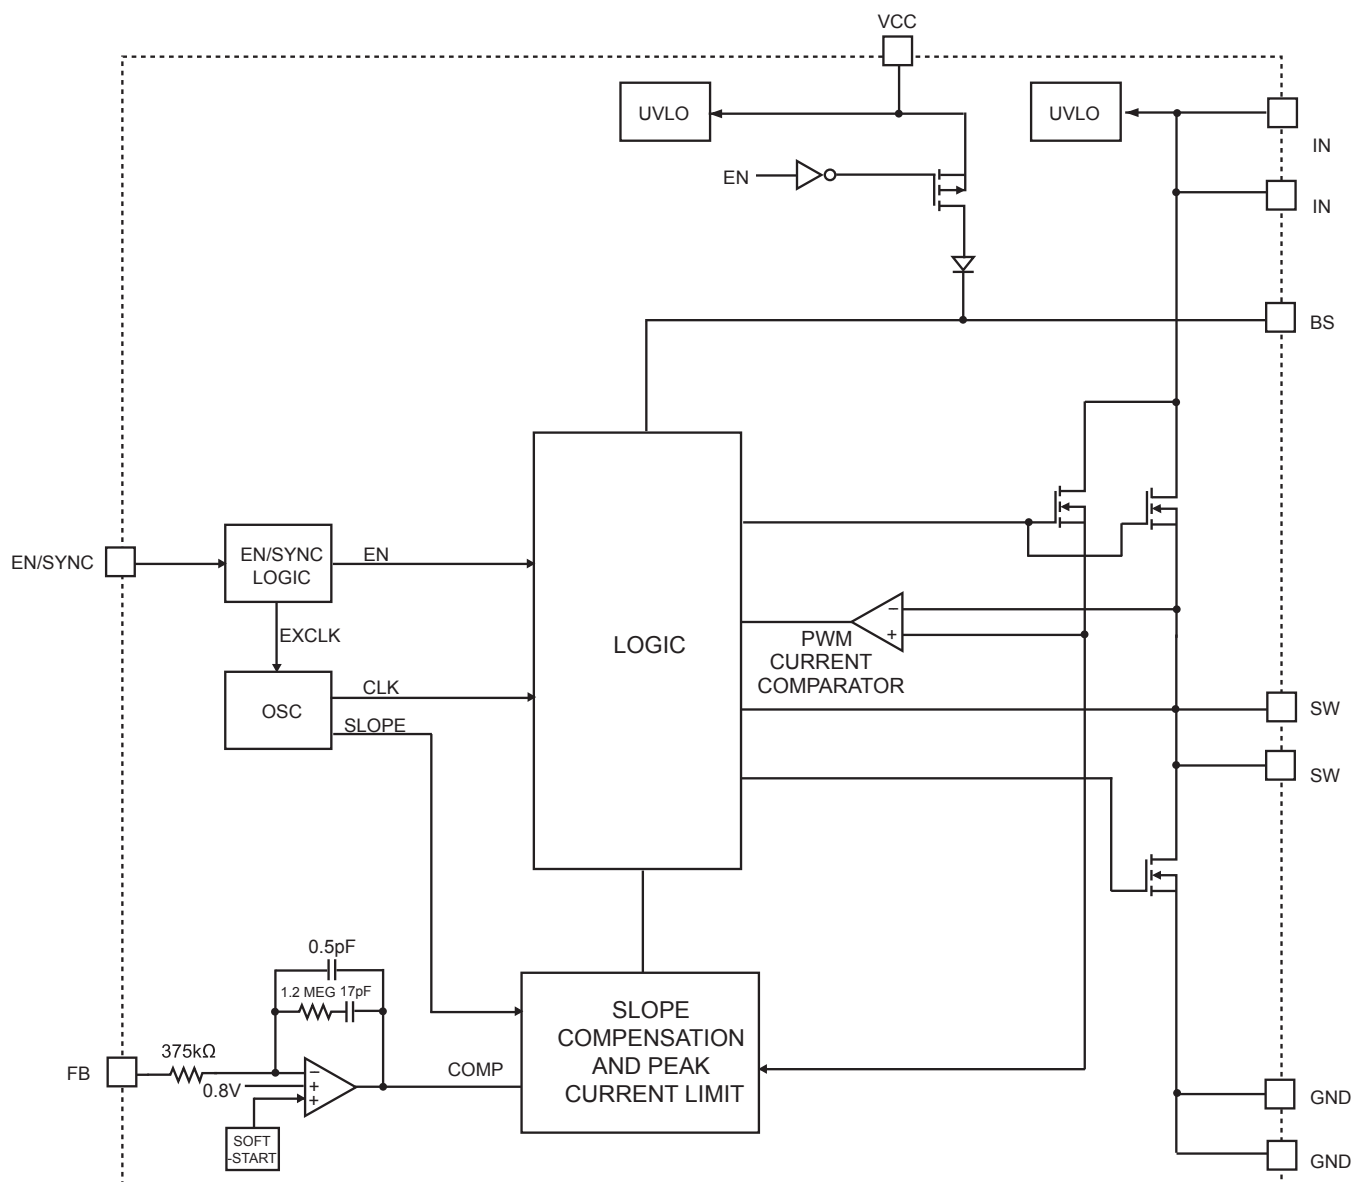 VCC
UVLO
UVLO
IN
EN
IN
BS
EN/SYNC
EN/SYNC
LOGIC
EN
EXCLK
LOGIC
−
+
PWM
CURRENT
COMPARATOR
OSC
CLK
SLOPE
SW
SW
0.5pF
1.2 MEG 17pF
SLOPE
COMPENSATION
AND PEAK
CURRENT LIMIT
FB
375kΩ
−
+
+
0.8V
COMP
SOFT
-START
GND
GND